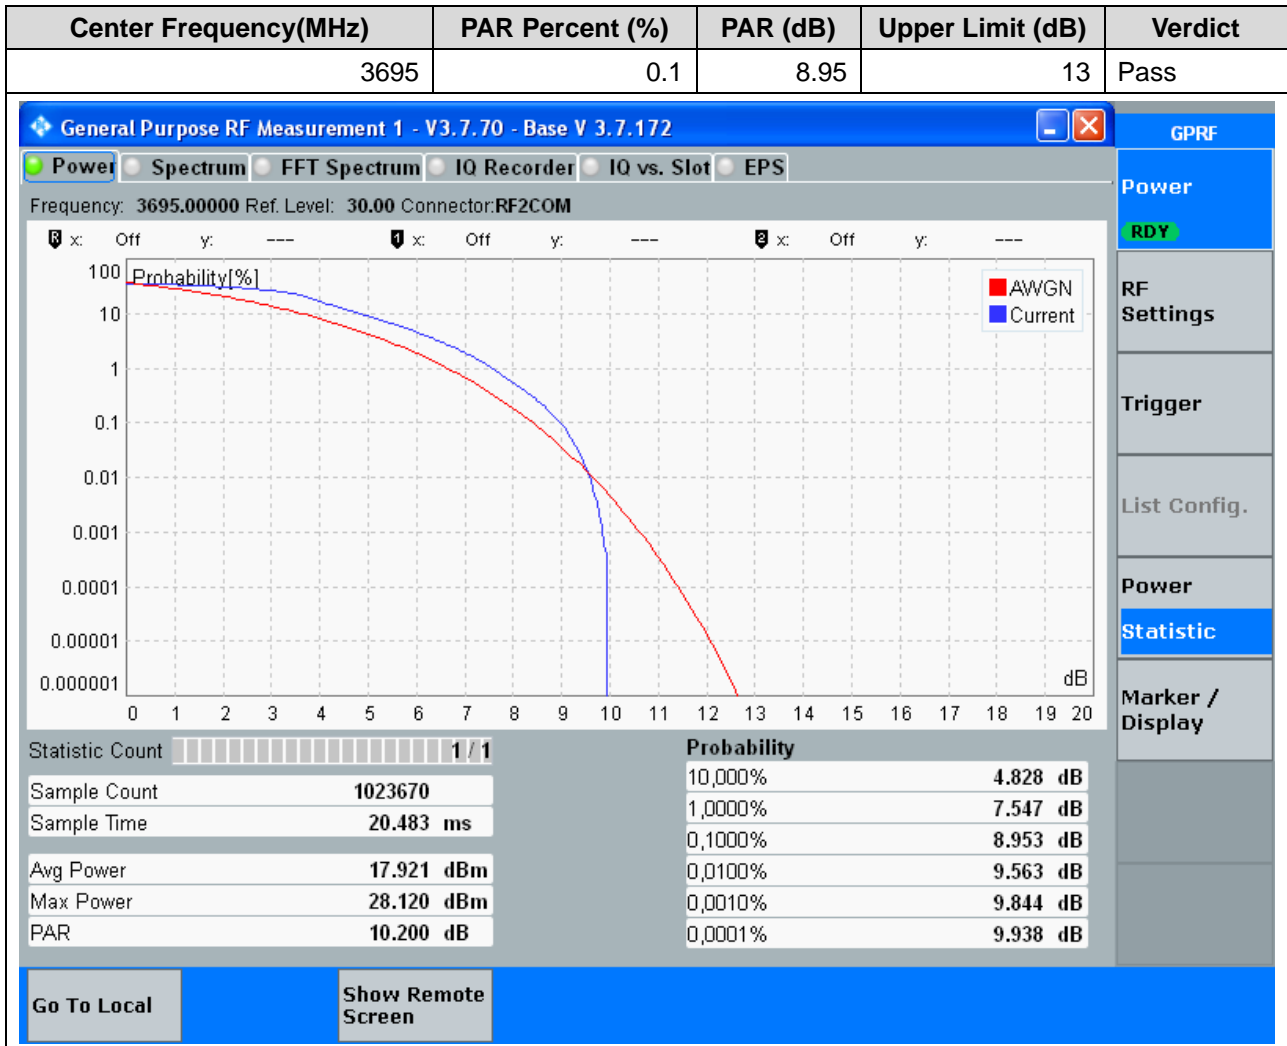 Center Frequency(MHz) PAR Percent (%) PAR (dB) Upper Limit (dB) Verdict
3695 0.1 8.95 13 Pass
General Purpose RF Measurement 1 - V3.7.70 - Base V 3.7.172
GPRF
Power Spectrum FFT Spectrum IQ Recorder IQ vs. Slot EPS
Power
RDY
Frequency: 3695.00000 Ref. Level: 30.00 Connector:RF2COM
R x: Off y: --- 1 x: Off y: --- 2 x: Off y: ---
Probability[%]
AWGN
Current
100
10
1
0.1
0.01
0.001
0.0001
0.00001
0.000001
dB
0 1 2 3 4 5 6 7 8 9 10 11 12 13 14 15 16 17 18 19 20
RF
Settings
Trigger
List Config.
Power
Statistic
Marker /
Display
Statistic Count 1 / 1
Sample Count 1023670
Sample Time 20.483 ms
Avg Power 17.921 dBm
Max Power 28.120 dBm
PAR 10.200 dB
Probability
10,000% 4.828 dB
1,0000% 7.547 dB
0,1000% 8.953 dB
0,0100% 9.563 dB
0,0010% 9.844 dB
0,0001% 9.938 dB
Go To Local
Show Remote
Screen